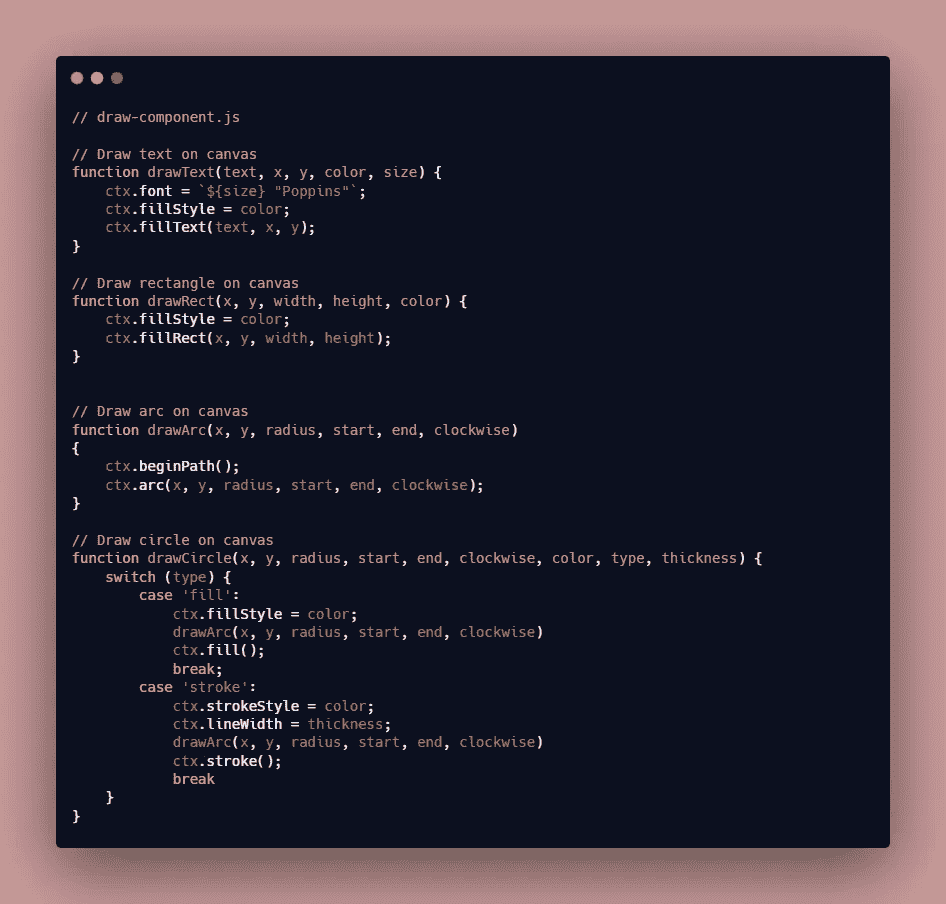 // draw-component.js

// Draw text on canvas
function drawText(text, x, y, color, size) {
    ctx.font = `${size} "Poppins"`;
    ctx.fillStyle = color;
    ctx.fillText(text, x, y);
}

// Draw rectangle on canvas
function drawRect(x, y, width, height, color) {
    ctx.fillStyle = color;
    ctx.fillRect(x, y, width, height);
}


// Draw arc on canvas
function drawArc(x, y, radius, start, end, clockwise)
{
    ctx.beginPath();
    ctx.arc(x, y, radius, start, end, clockwise);
}

// Draw circle on canvas
function drawCircle(x, y, radius, start, end, clockwise, color, type, thickness) {
    switch (type) {
        case 'fill':
            ctx.fillStyle = color;
            drawArc(x, y, radius, start, end, clockwise)
            ctx.fill();
            break;
        case 'stroke':
            ctx.strokeStyle = color;
            ctx.lineWidth = thickness;
            drawArc(x, y, radius, start, end, clockwise)
            ctx.stroke();
            break
    }
}